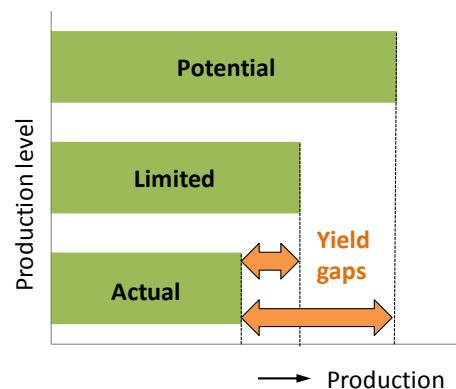 Production level
Potential
Limited
Actual
Yield
gaps
Production